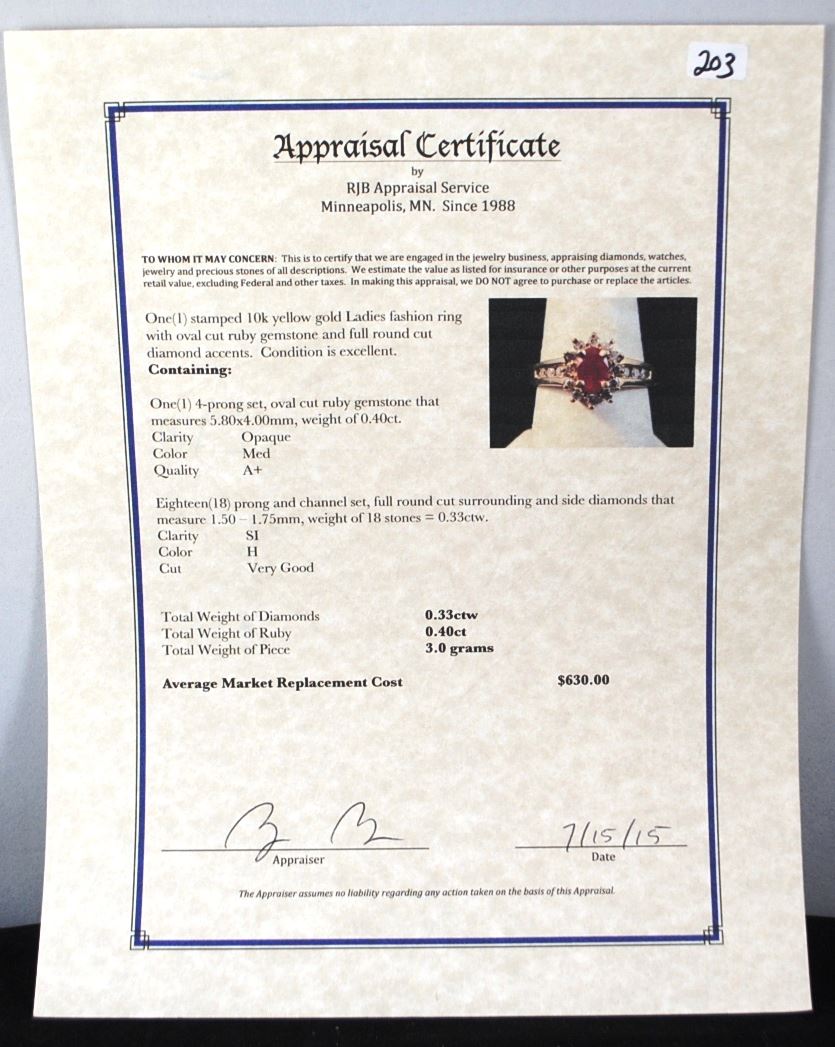 203
Appraisal Certificate
by
RJB Appraisal Service
Minneapolis, MN. Since 1988
TO WHOM IT MAY CONCERN: This is to certify that we are engaged in the jewelry business, appraising diamonds, watches,
jewelry and precious stones of all descriptions. We estimate the value as listed for insurance or other purposes at the current
retail value, excluding Federal and other taxes. In making this appraisal, we DO NOT agree to purchase or replace the articles.
One(1) stamped 10k yellow gold Ladies fashion ring
with oval cut ruby gemstone and full round cut
diamond accents. Condition is excellent.
Containing:
One(1) 4-prong set, oval cut ruby gemstone that
measures 5.80x4.00mm, weight of 0.40ct.
Clarity Opaque
Color Med
Quality A+
Eighteen(18) prong and channel set, full round cut surrounding and side diamonds that
measure 1.50 – 1.75mm, weight of 18 stones = 0.33ctw.
Clarity SI
Color H
Cut Very Good
Total Weight of Diamonds 0.33ctw
Total Weight of Ruby 0.40ct
Total Weight of Piece 3.0 grams
Average Market Replacement Cost $630.00
7/15/15
Appraiser Date
The Appraiser assumes no liability regarding any action taken on the basis of this Appraisal.